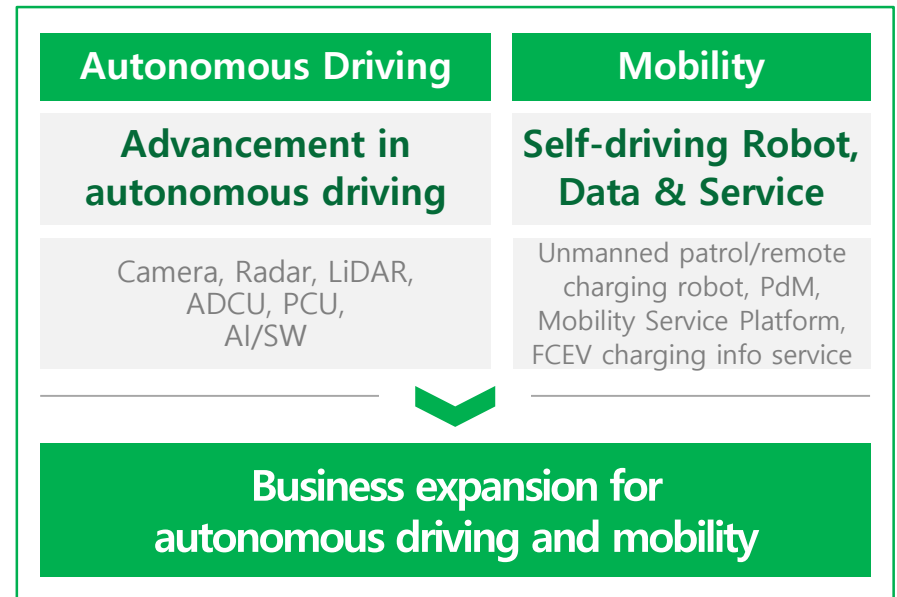 Autonomous Driving
Advancement in
autonomous driving
Camera, Radar, LiDAR,
ADCU, PCU,
AI/SW
Mobility
Self-driving Robot,
Data & Service
Unmanned patrol/remote
charging robot, PdM,
Mobility Service Platform,
FCEV charging info service
Business expansion for
autonomous driving and mobility